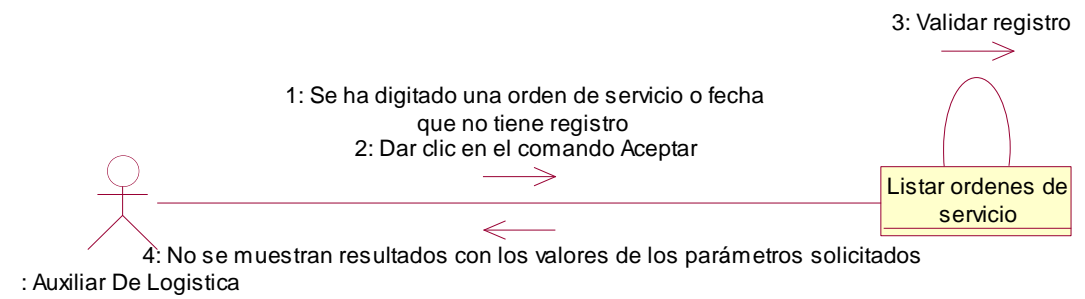 3: Validar registro
1: Se ha digitado una orden de servicio o fecha
que no tiene registro
2: Dar clic en el comando Aceptar
Listar ordenes de
servicio
4: No se muestran resultados con los valores de los parámetros solicitados
: Auxiliar De Logistica